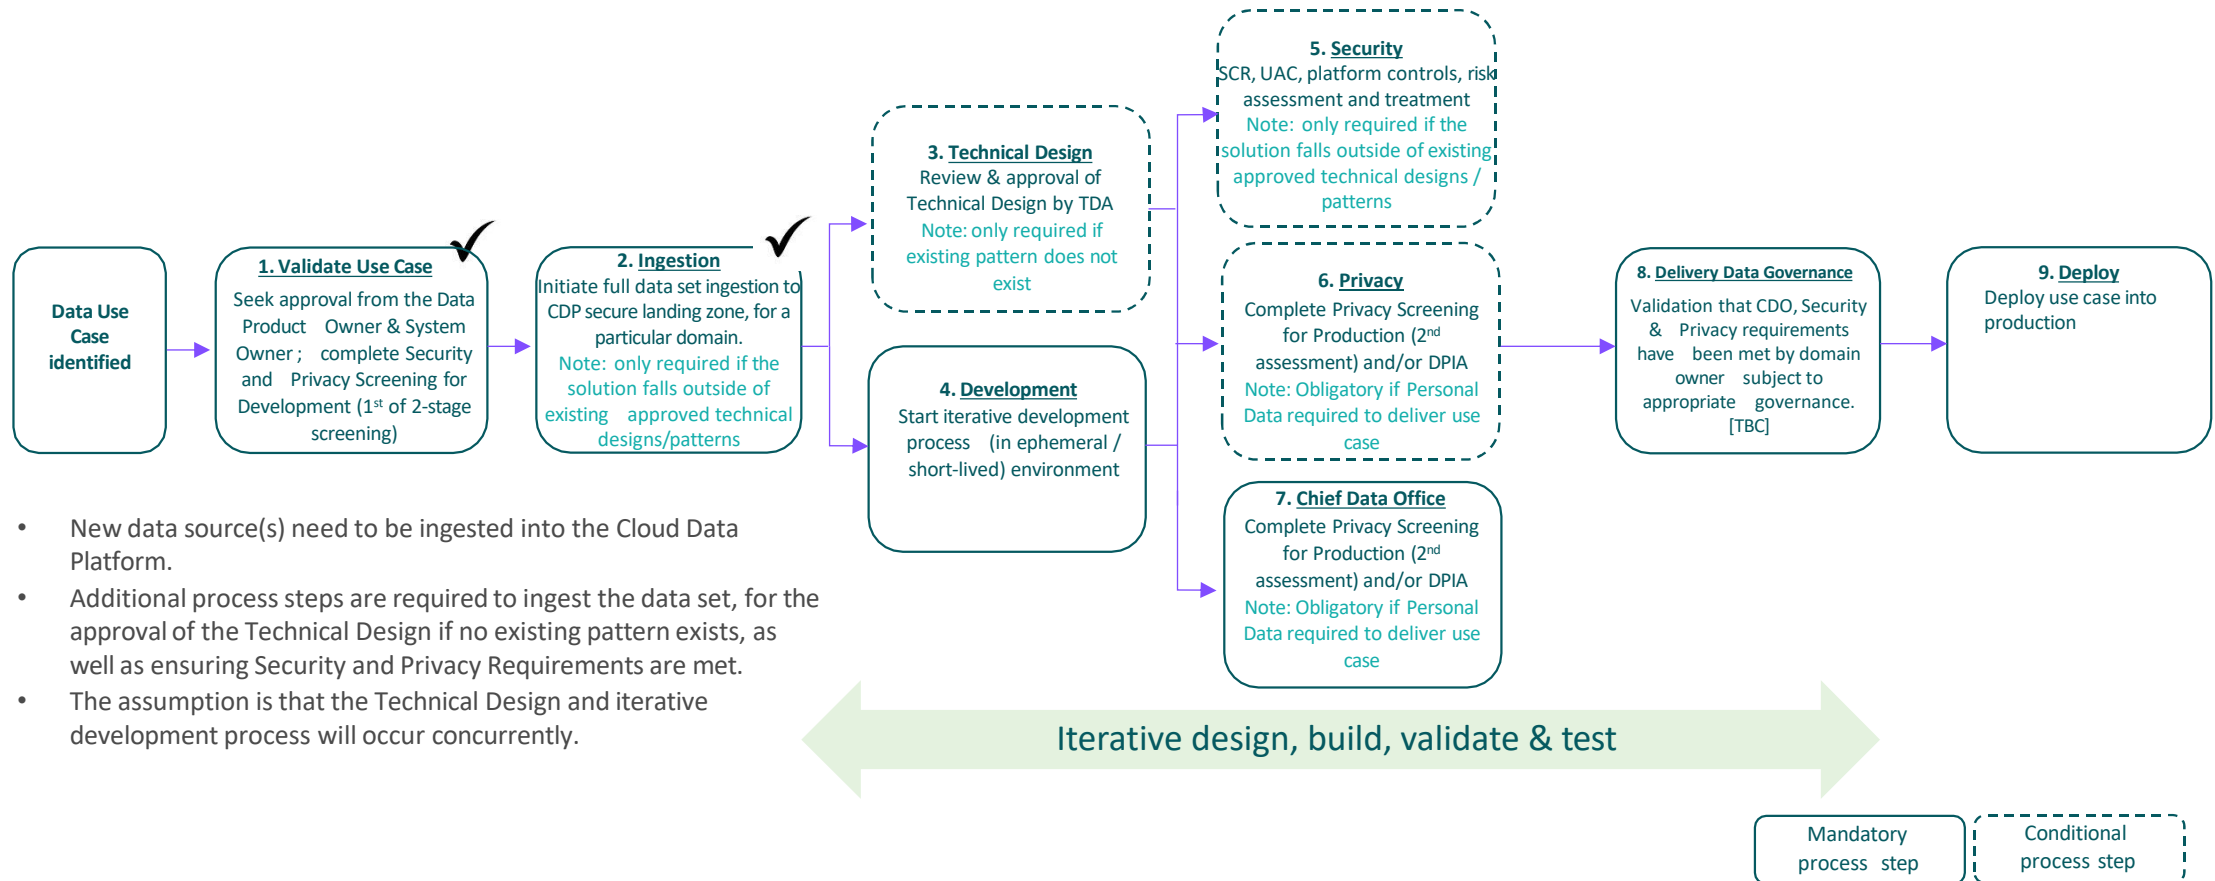 Data Use
Case
identified
1. Validate Use Case
Seek approval from the Data
Product Owner & System
Owner ; complete Security
and Privacy Screening for
Development (1st of 2-stage
screening)
2. Ingestion
Initiate full data set ingestion to
CDP secure landing zone, for a
particular domain.
Note: only required if the
solution falls outside of
existing approved technical
designs/patterns
3. Technical Design
Review & approval of
Technical Design by TDA
Note: only required if
existing pattern does not
exist
4. Development
Start iterative development
process (in ephemeral /
short-lived) environment
5. Security
SCR, UAC, platform controls, risk
assessment and treatment
Note: only required if the
solution falls outside of existing
approved technical designs /
patterns
6. Privacy
Complete Privacy Screening
for Production (2nd
assessment) and/or DPIA
Note: Obligatory if Personal
Data required to deliver use
case
7. Chief Data Office
Complete Privacy Screening
for Production (2nd
assessment) and/or DPIA
Note: Obligatory if Personal
Data required to deliver use
case
8. Delivery Data Governance
Validation that CDO, Security
& Privacy requirements
have been met by domain
owner subject to
appropriate governance.
[TBC]
9. Deploy
Deploy use case into
production
• New data source(s) need to be ingested into the Cloud Data
Platform.
• Additional process steps are required to ingest the data set, for the
approval of the Technical Design if no existing pattern exists, as
well as ensuring Security and Privacy Requirements are met.
• The assumption is that the Technical Design and iterative
development process will occur concurrently.
Iterative design, build, validate & test
Mandatory
process step
Conditional
process step